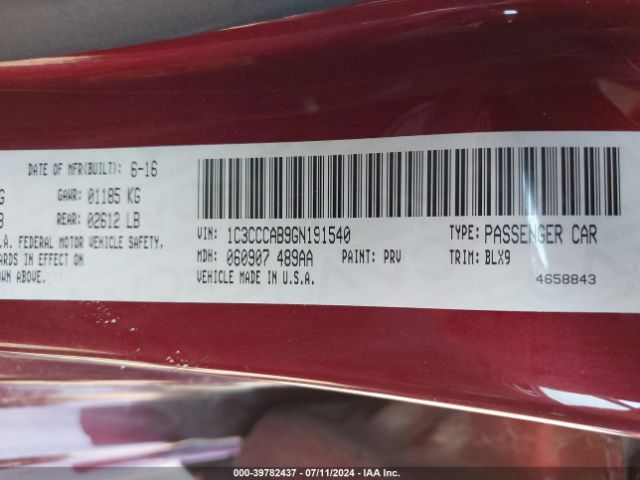 DATE OF MFR(BUILT): 6-16
G GAWR: 01185 KG
REAR: 02612 LB
.A. FEDERAL MOTOR VEHICLE SAFETY.
ARDS IN EFFECT ON
OWN ABOVE.
VIN: 1C3CCCAB9GN191540 TYPE: PASSENGER CAR
MDH: 060907 489AA PAINT: PRV TRIM: BLX9
VEHICLE MADE IN U.S.A. 4658843
000-39782437 - 07/11/2024 - IAA Inc.